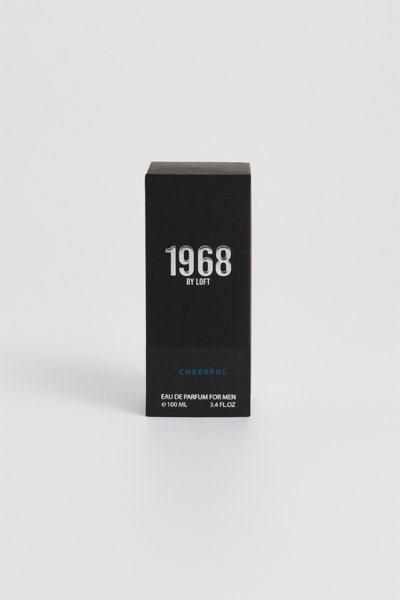 1968
BY LOFT
CHEERFUL
EAU DE PARFUM FOR MEN
℮ 100 ML 3.4 FL.OZ